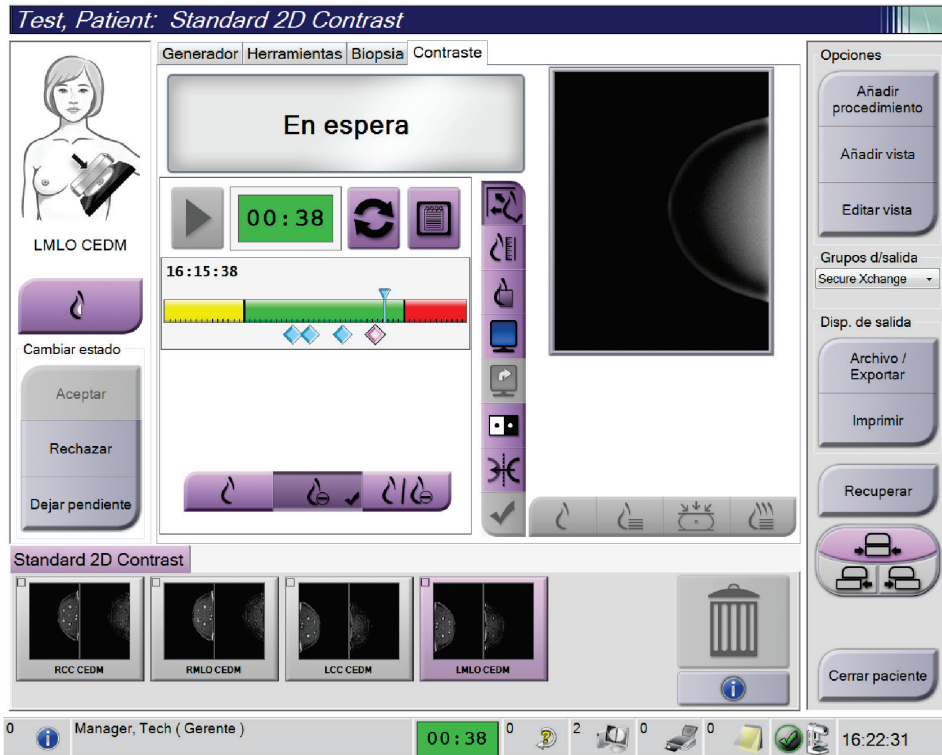 Test, Patient: Standard 2D Contrast
Generador
Herramientas
Biopsia
Contraste
En espera
LMLO CEDM
00:38
16:15:38
Cambiar estado
Aceptar
Rechazar
Dejar pendiente
Opciones
Añadir
procedimiento
Añadir vista
Editar vista
Grupos d/salida
Secure Xchange
Disp. de salida
Archivo /
Exportar
Imprimir
Recuperar
Cerrar paciente
Standard 2D Contrast
RCC CEDM
RMLO CEDM
LCC CEDM
LMLO CEDM
0
Manager, Tech ( Gerente )
00:38
0
2
0
0
16:22:31